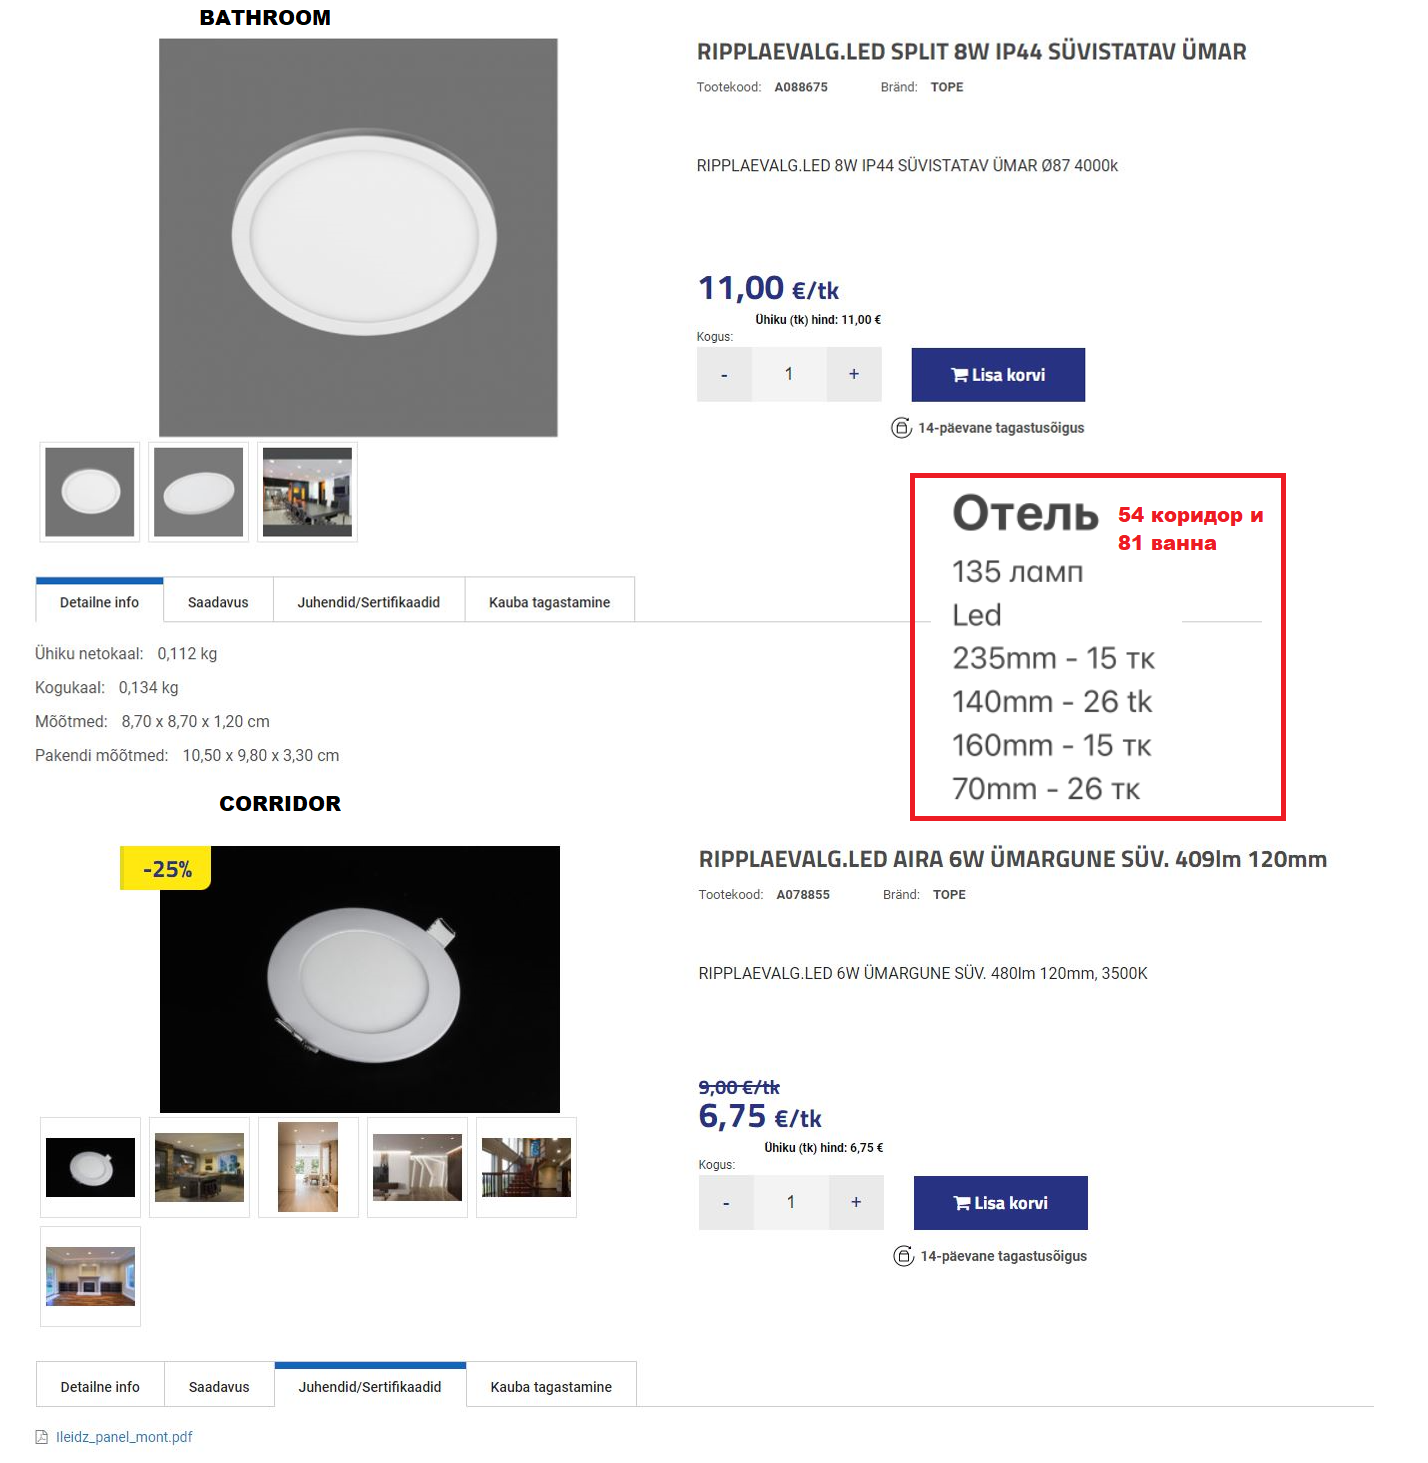 BATHROOM
RIPPLAEVALG.LED SPLIT 8W IP44 SÜVISTATAV ÜMAR
Tootekood: A088675 Bränd: TOPE
RIPPLAEVALG.LED 8W IP44 SÜVISTATAV ÜMAR Ø87 4000k
11,00 €/tk
Ühiku (tk) hind: 11,00 €
Kogus:
- 1 + Lisa korvi
14-päevane tagastusõigus
Отель
54 коридор и
81 ванна
135 ламп
Led
235mm - 15 тк
140mm - 26 tk
160mm - 15 тк
70mm - 26 тк
Detailne info Saadavus Juhendid/Sertifikaadid Kauba tagastamine
Ühiku netokaal: 0,112 kg
Kogukaal: 0,134 kg
Mõõtmed: 8,70 x 8,70 x 1,20 cm
Pakendi mõõtmed: 10,50 x 9,80 x 3,30 cm
CORRIDOR
-25%
RIPPLAEVALG.LED AIRA 6W ÜMARGUNE SÜV. 409lm 120mm
Tootekood: A078855 Bränd: TOPE
RIPPLAEVALG.LED 6W ÜMARGUNE SÜV. 480lm 120mm, 3500K
9,00 €/tk
6,75 €/tk
Ühiku (tk) hind: 6,75 €
Kogus:
- 1 + Lisa korvi
14-päevane tagastusõigus
Detailne info Saadavus Juhendid/Sertifikaadid Kauba tagastamine
Ileidz_panel_mont.pdf